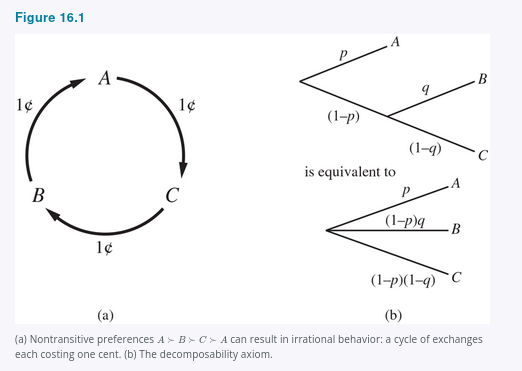 Figure 16.1
A
1¢
1¢
B
C
1¢
(a)
A
p
B
q
(1–p)
(1–q)
C
is equivalent to
p
A
(1–p)q
B
(1–p)(1–q)
C
(b)
(a) Nontransitive preferences A ≻ B ≻ C ≻ A can result in irrational behavior: a cycle of exchanges
each costing one cent. (b) The decomposability axiom.